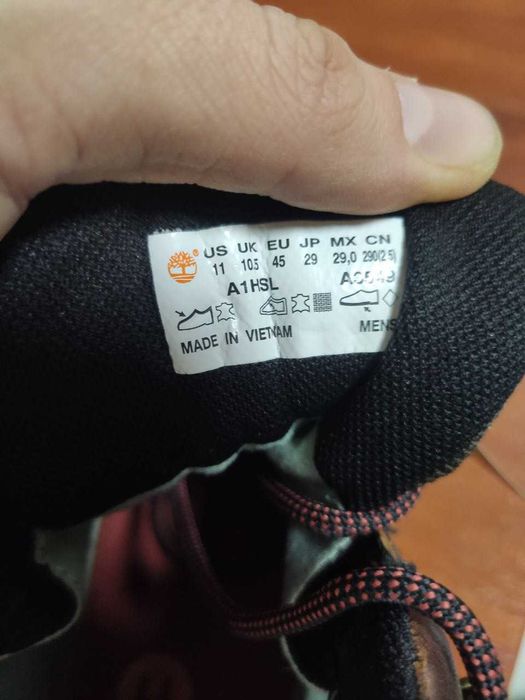 US UK EU JP MX CN
11 10.5 45 29 29,0 290(2.5)
A1HSL A6549
MADE IN VIETNAM MENS